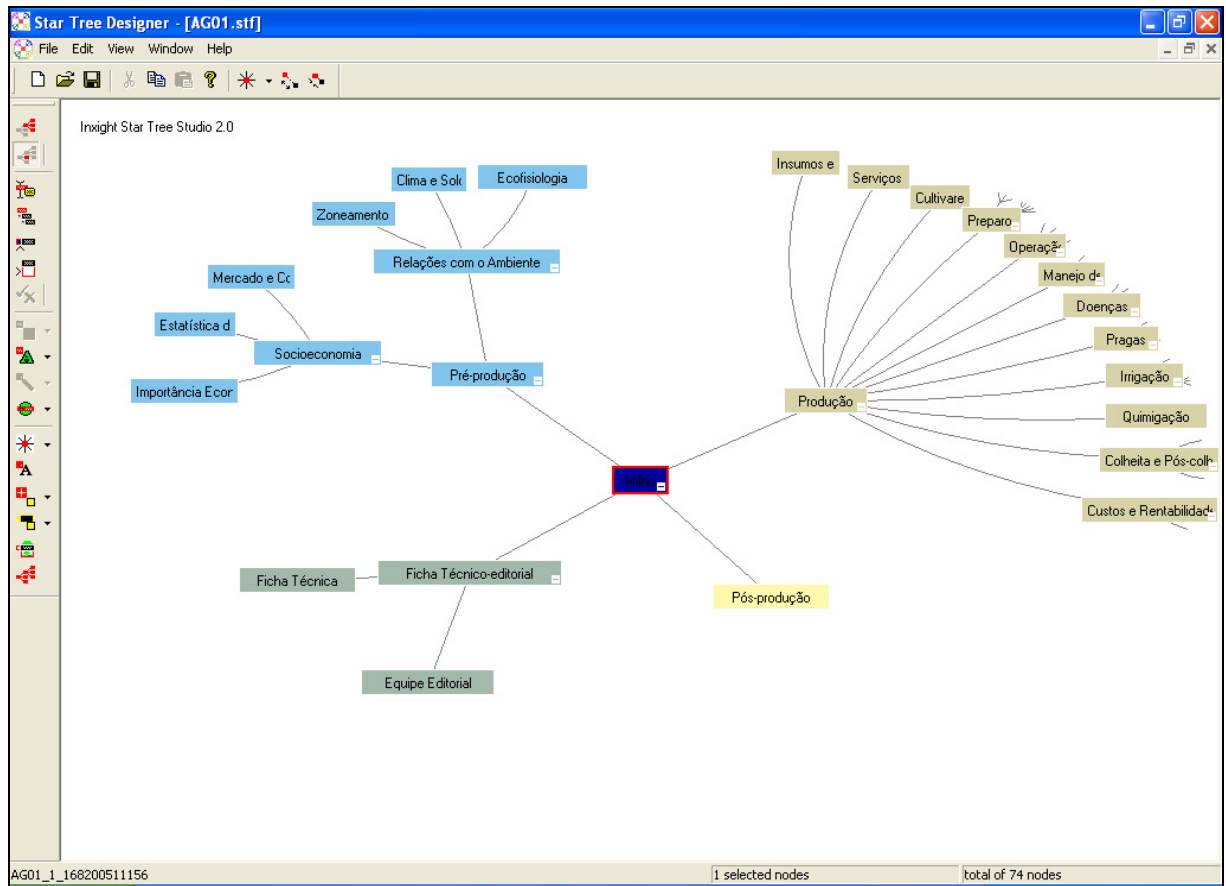 Star Tree Designer - [AG01.stf]
File Edit View Window Help
Inxight Star Tree Studio 2.0
Insumos e
Serviços
Cultivare
Preparo
Operaçã
Manejo de
Doenças
Pragas
Irrigação
Quimigação
Colheita e Pós-colh
Custos e Rentabilidad
Produção
Clima e Solo
Ecofisiologia
Zoneamento
Relações com o Ambiente
Mercado e Co
Estatística d
Socioeconomia
Importância Econ
Pré-produção
Milho
Ficha Técnica
Ficha Técnico-editorial
Equipe Editorial
Pós-produção
AG01_1_168200511156
1 selected nodes
total of 74 nodes